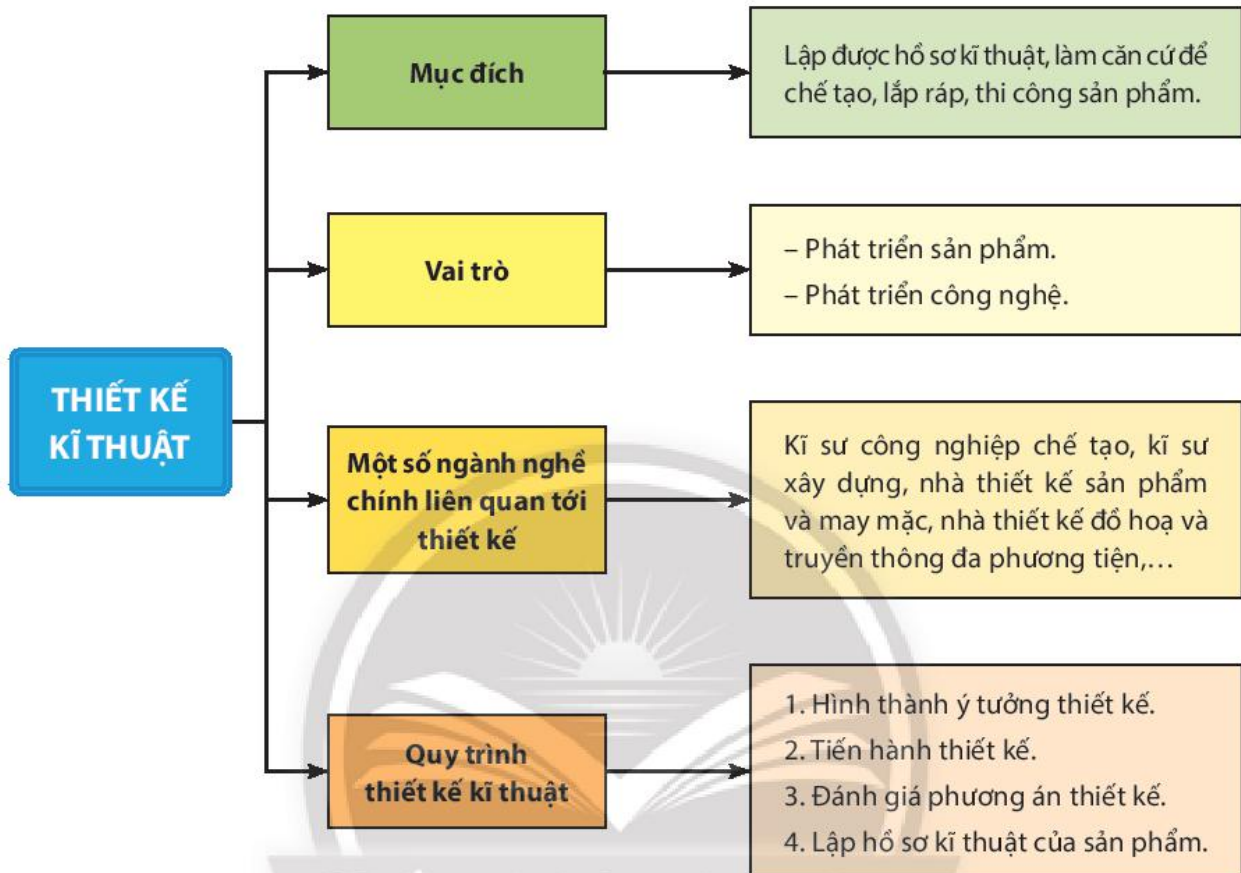 THIẾT KẾ
KĨ THUẬT
Mục đích
Lập được hồ sơ kĩ thuật, làm căn cứ để
chế tạo, lắp ráp, thi công sản phẩm.
Vai trò
– Phát triển sản phẩm.
– Phát triển công nghệ.
Một số ngành nghề
chính liên quan tới
thiết kế
Kĩ sư công nghiệp chế tạo, kĩ sư
xây dựng, nhà thiết kế sản phẩm
và may mặc, nhà thiết kế đồ hoạ và
truyền thông đa phương tiện,...
Quy trình
thiết kế kĩ thuật
1. Hình thành ý tưởng thiết kế.
2. Tiến hành thiết kế.
3. Đánh giá phương án thiết kế.
4. Lập hồ sơ kĩ thuật của sản phẩm.